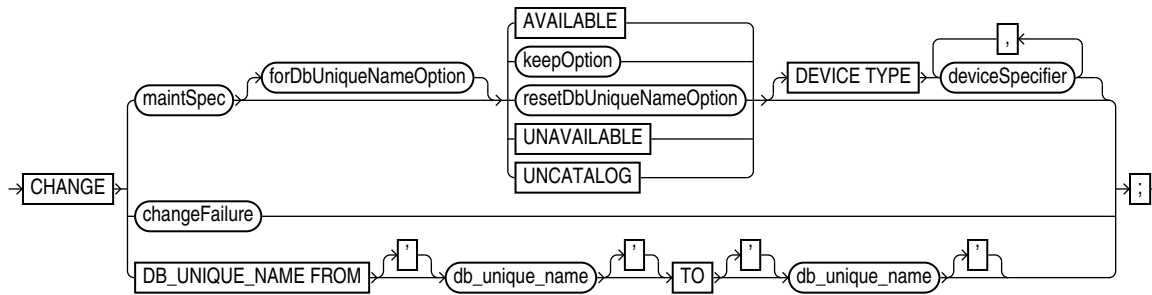 AVAILABLE
,
forDbUniqueNameOption keepOption DEVICE TYPE deviceSpecifier
maintSpec resetDbUniqueNameOption
UNAVAILABLE
UNCATALOG
CHANGE ;
changeFailure
' ' ' '
DB_UNIQUE_NAME FROM db_unique_name TO db_unique_name